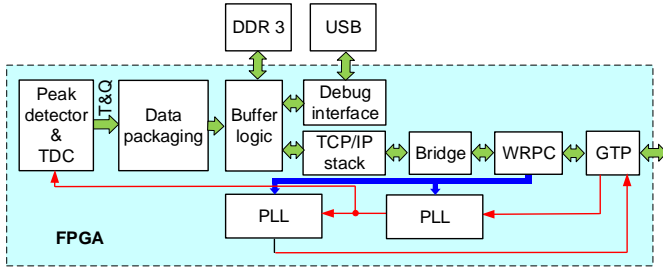 DDR 3
USB
Peak
detector
&
TDC
T&Q
Data
packaging
Buffer
logic
Debug
interface
TCP/IP
stack
Bridge
WRPC
GTP
PLL
PLL
FPGA